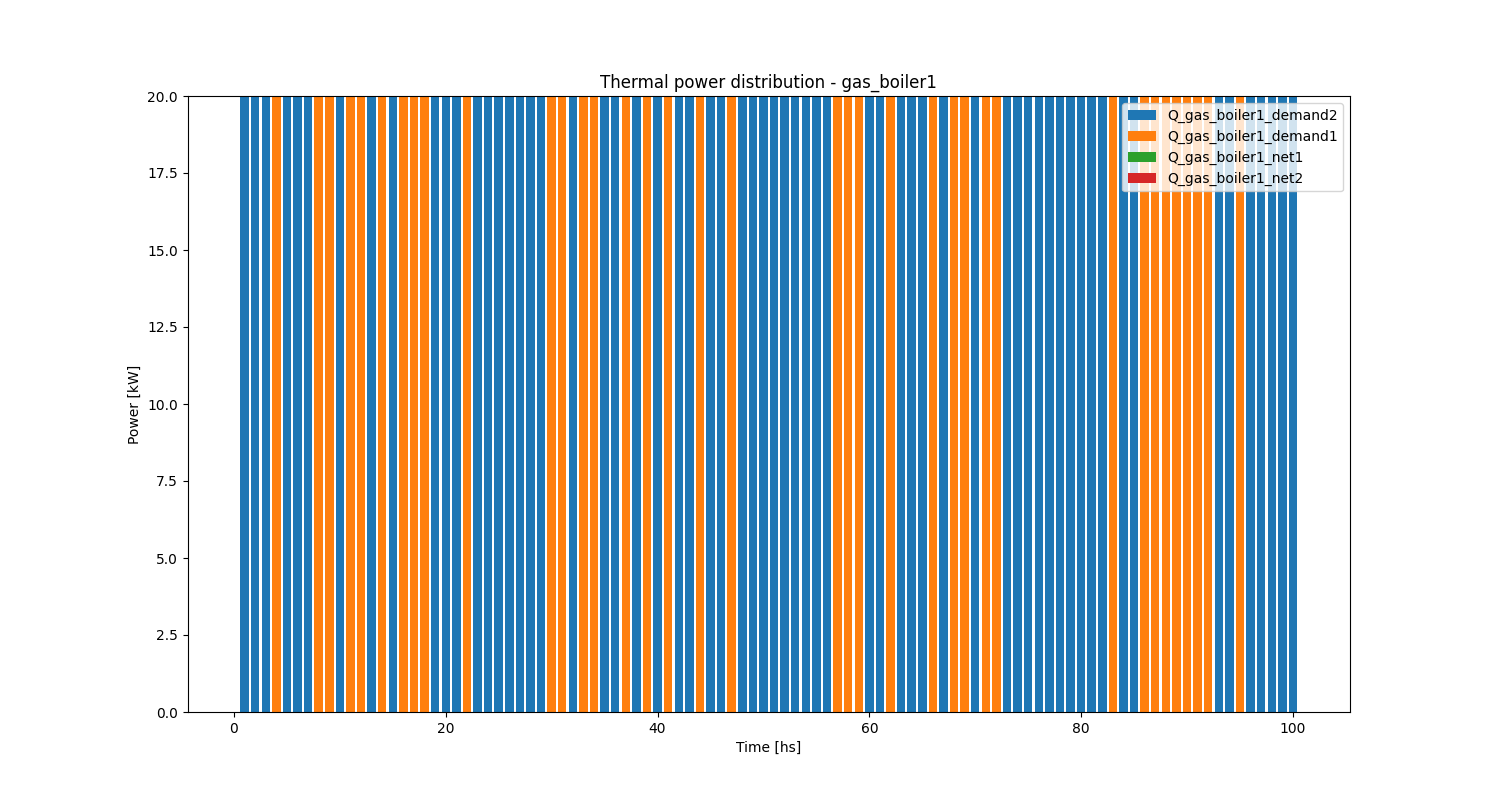 Thermal power distribution - gas_boiler1
20.0
17.5
15.0
12.5
10.0
7.5
5.0
2.5
0.0
Power [kW]
Q_gas_boiler1_demand2
Q_gas_boiler1_demand1
Q_gas_boiler1_net1
Q_gas_boiler1_net2
0 20 40 60 80 100
Time [hs]